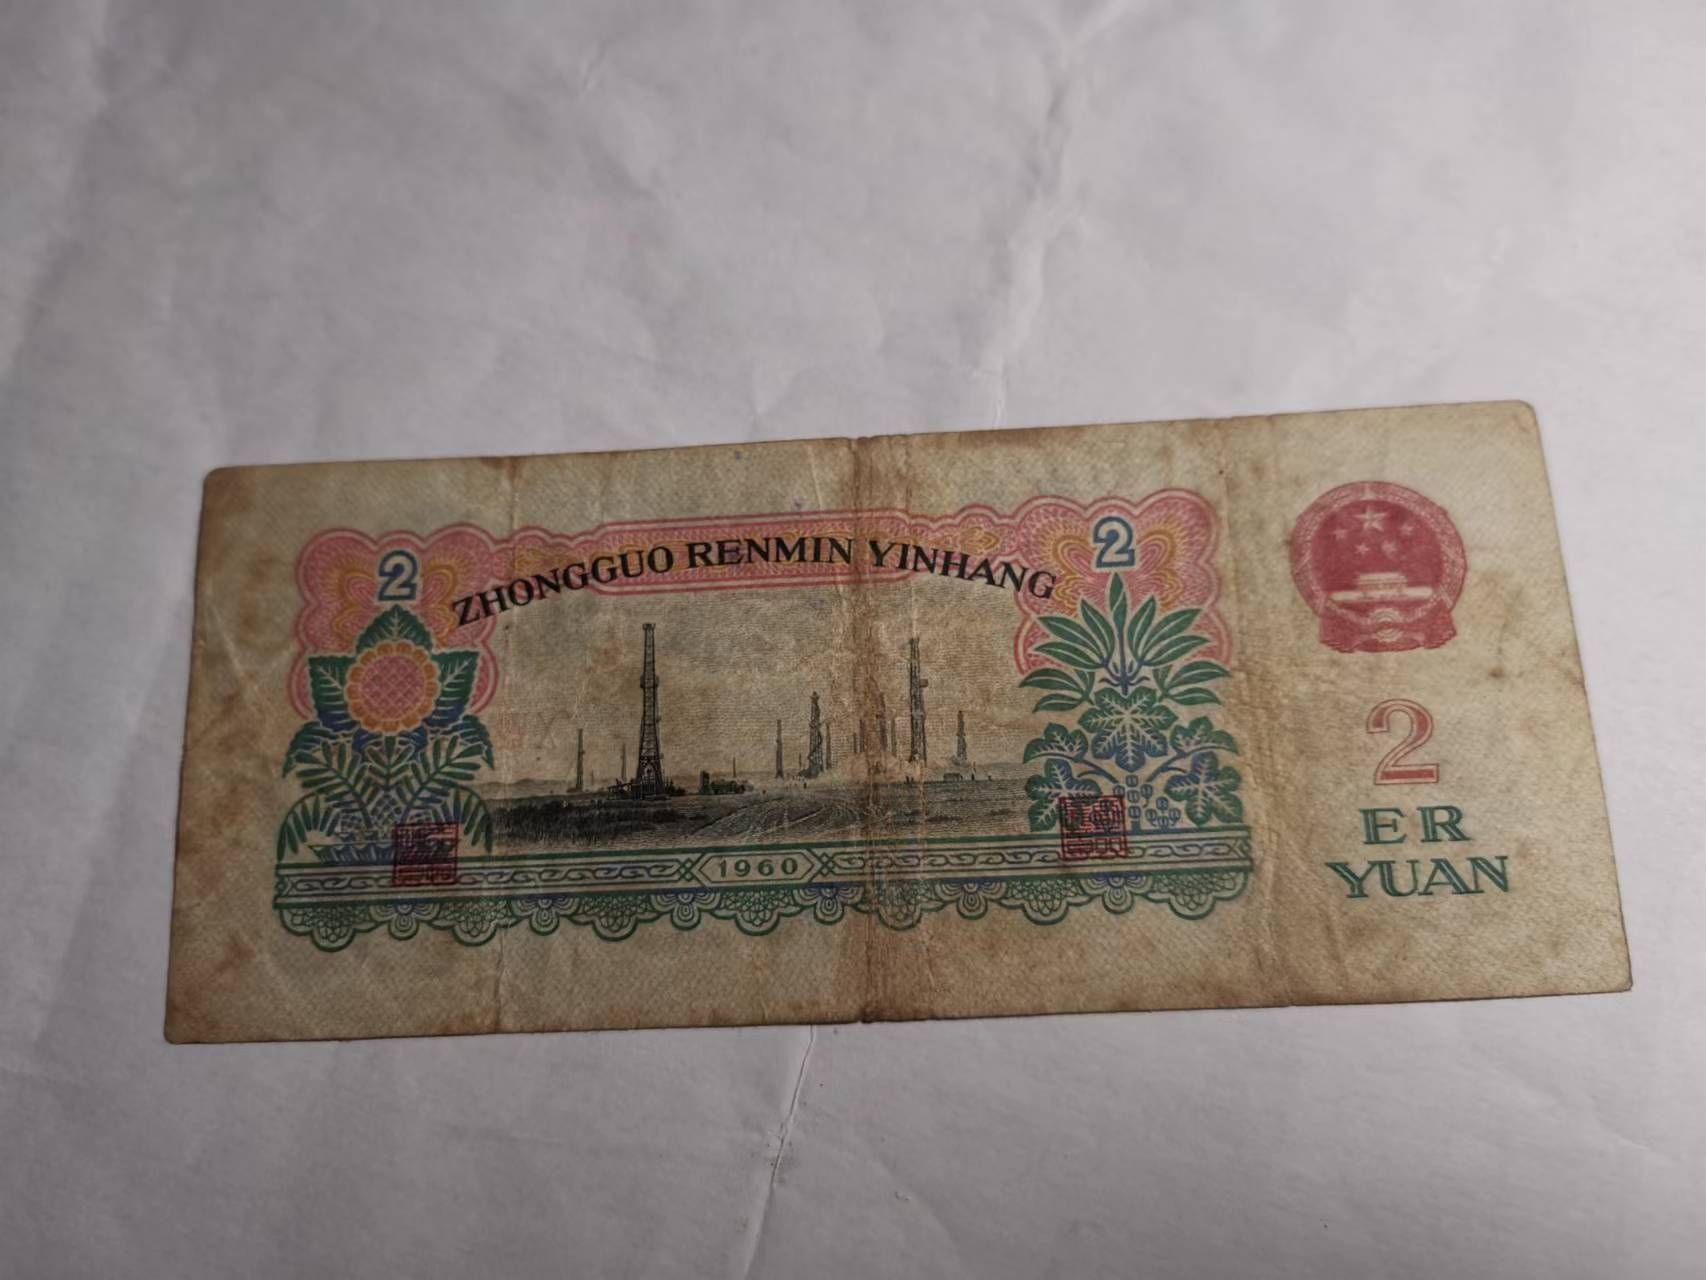 2
ZHONGGUO RENMIN YINHANG
2
1960
2
ER
YUAN